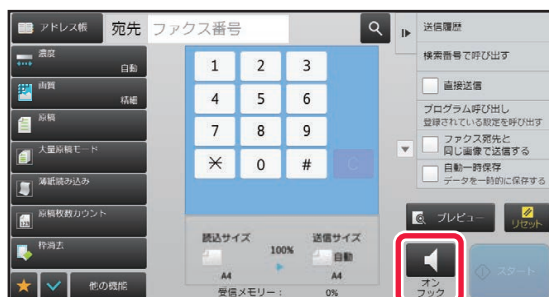 アドレス帳
宛先 ファクス番号
濃度
自動
画質
精細
原稿
大量原稿モード
薄紙読み込み
原稿枚数カウント
枠消去
他の機能
1 2 3
4 5 6
7 8 9
0 #
C
読込サイズ 100% 送信サイズ
自動
A4 A4
受信メモリー： 0%
送信履歴
検索番号で呼び出す
直接送信
プログラム呼び出し
登録されている設定を呼び出す
ファクス宛先と
同じ画像で送信する
自動一時保存
データを一時的に保存する
プレビュー
リセット
オン
フック
スタート